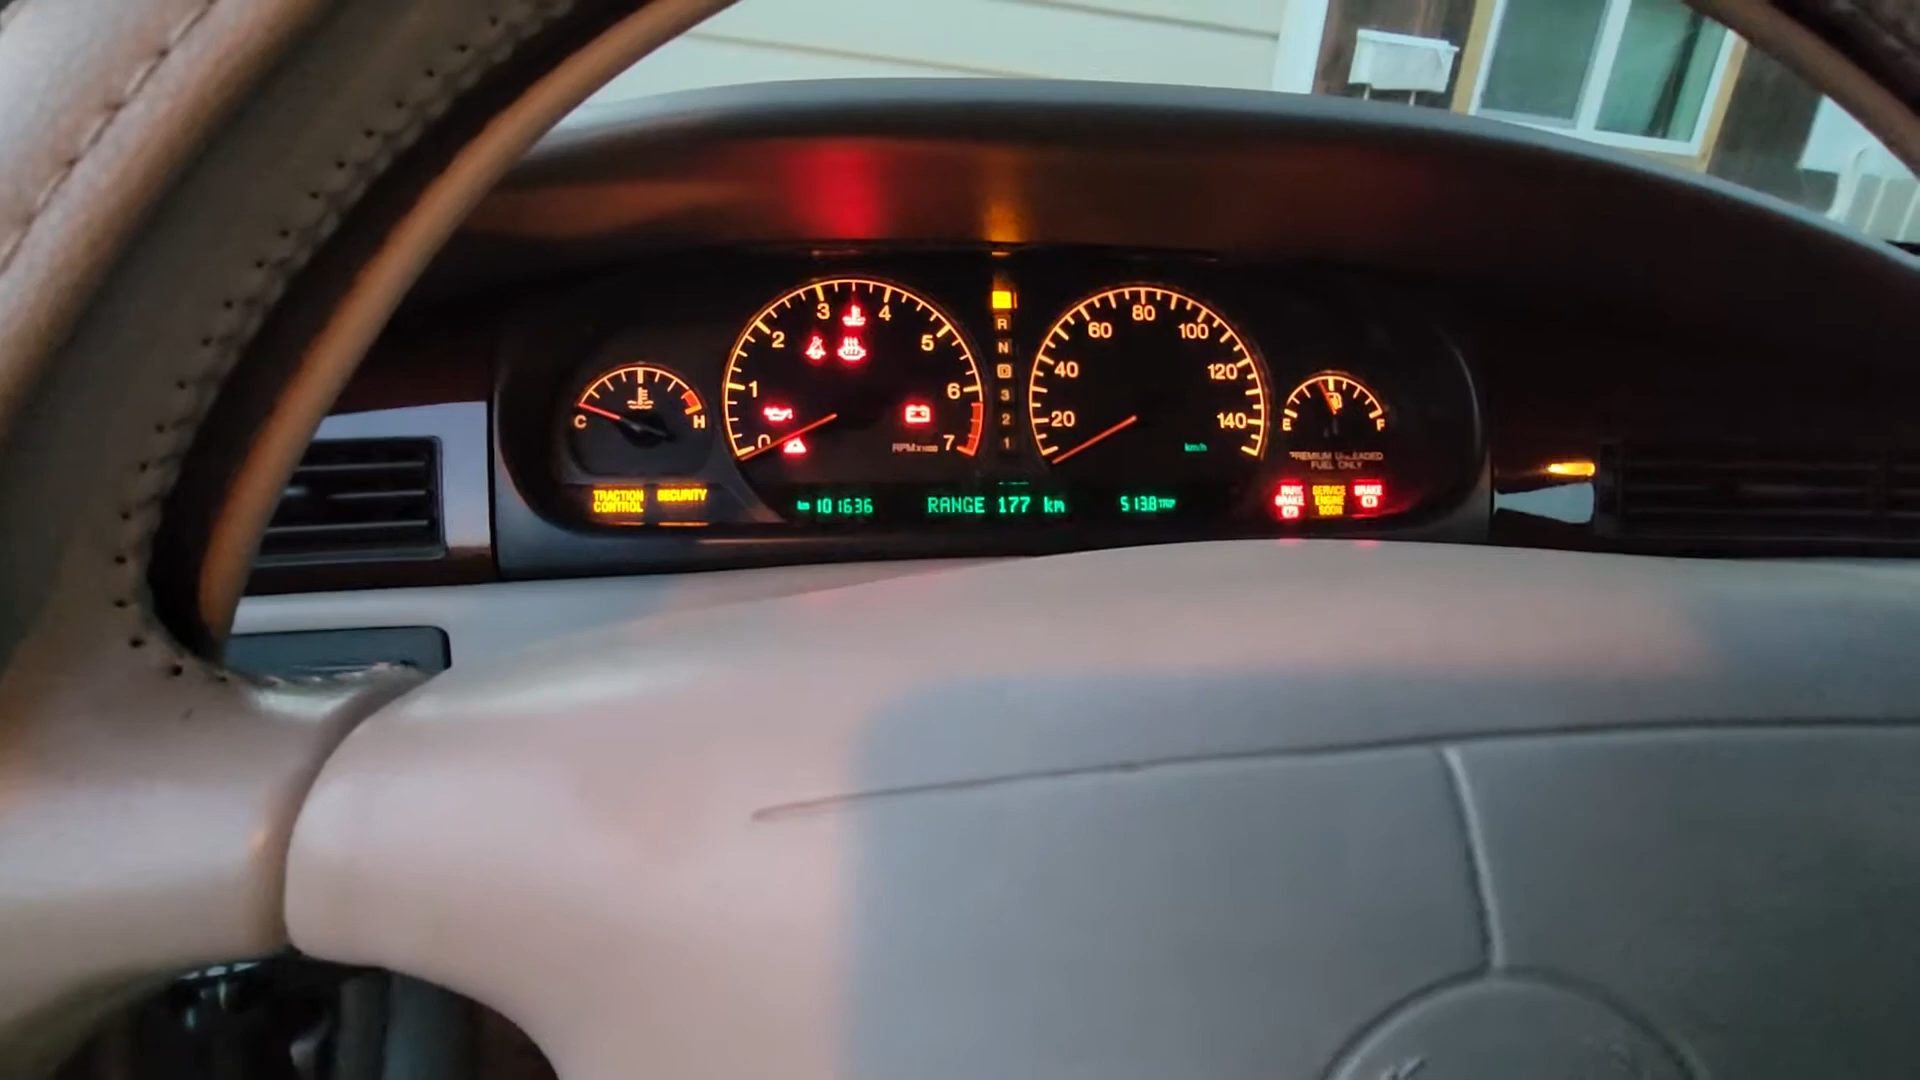 C
H
TRACTION CONTROL
SECURITY
0
1
2
3
4
5
6
7
RPM
R
N
D
3
2
1
20
40
60
80
100
120
140
km/h
E
F
PREMIUM UNLEADED
FUEL ONLY
km 101636
RANGE 177 km
513.8 TRIP
PARK BRAKE
SERVICE ENGINE SOON
BRAKE